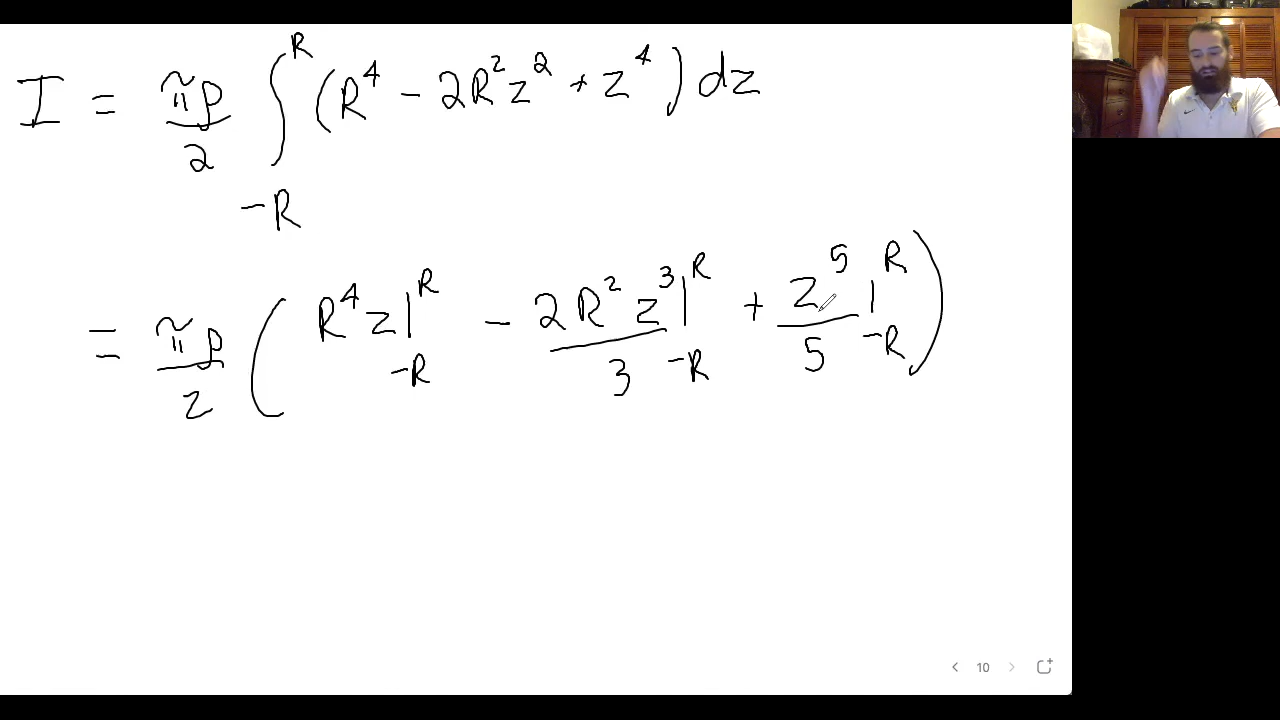 I = πρ/2 ∫_{-R}^{R} (R⁴ - 2R²z² + z⁴) dz
= πρ/2 ( R⁴z|_{-R}^{R} - 2R²z³/3|_{-R}^{R} + z⁵/5|_{-R}^{R} )
< 10 >